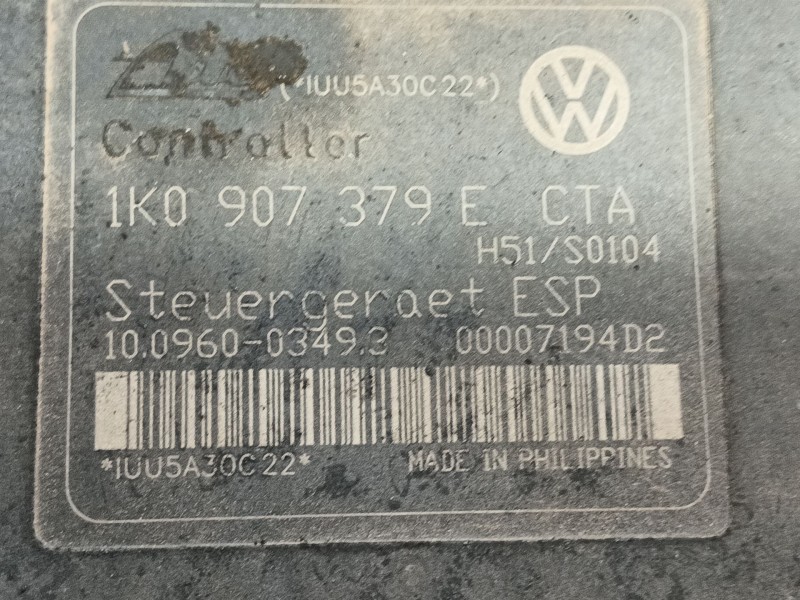 (*1UU5A30C22*)
Controller
1K0 907 379 E CTA
H51/S0104
Steuergeraet ESP
10.0960-0349.3 00007194D2
*1UU5A30C22* MADE IN PHILIPPINES